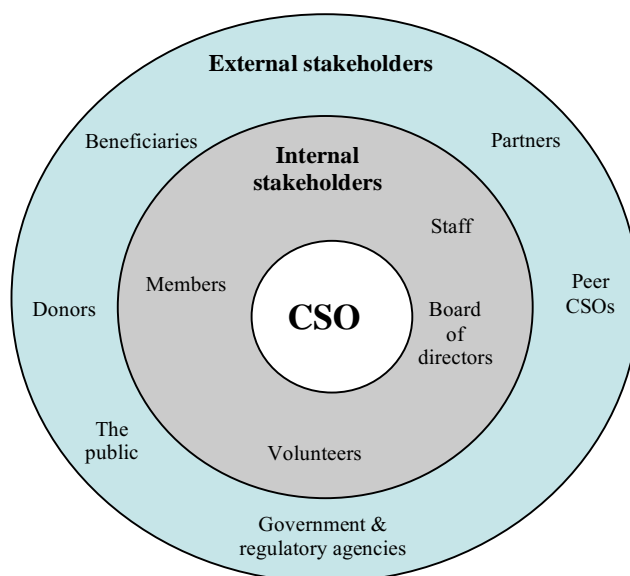 External stakeholders
Beneficiaries
Partners
Internal
stakeholders
Staff
Members
Donors
CSO
Board
of
directors
Peer
CSOs
The
public
Volunteers
Government &
regulatory agencies